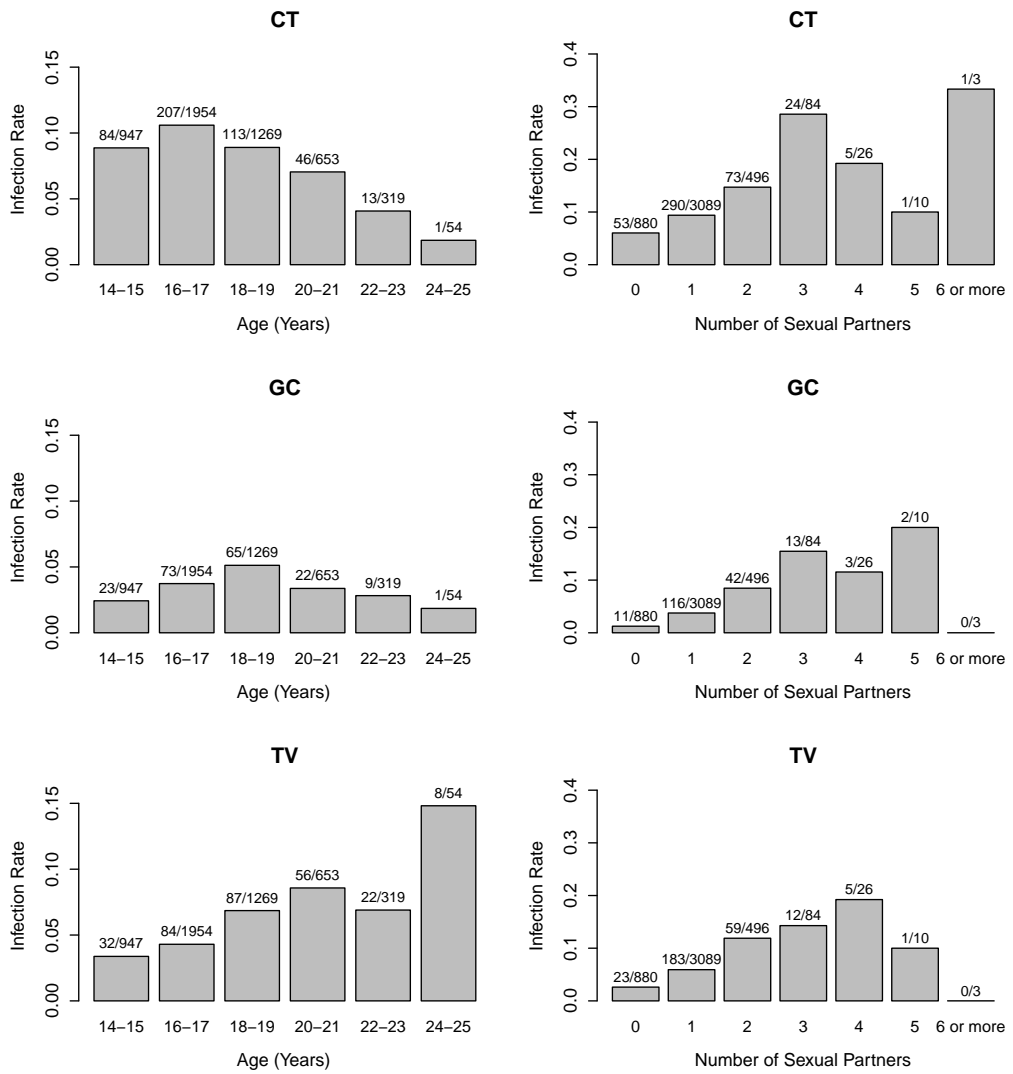 CT
Infection Rate
0.15
0.10
0.05
0.00
84/947
207/1954
113/1269
46/653
13/319
1/54
14–15 16–17 18–19 20–21 22–23 24–25
Age (Years)
CT
Infection Rate
0.4
0.3
0.2
0.1
0.0
53/880
290/3089
73/496
24/84
5/26
1/10
1/3
0 1 2 3 4 5 6 or more
Number of Sexual Partners
GC
Infection Rate
0.15
0.10
0.05
0.00
23/947
73/1954
65/1269
22/653
9/319
1/54
14–15 16–17 18–19 20–21 22–23 24–25
Age (Years)
GC
Infection Rate
0.4
0.3
0.2
0.1
0.0
11/880
116/3089
42/496
13/84
3/26
2/10
0/3
0 1 2 3 4 5 6 or more
Number of Sexual Partners
TV
Infection Rate
0.15
0.10
0.05
0.00
32/947
84/1954
87/1269
56/653
22/319
8/54
14–15 16–17 18–19 20–21 22–23 24–25
Age (Years)
TV
Infection Rate
0.4
0.3
0.2
0.1
0.0
23/880
183/3089
59/496
12/84
5/26
1/10
0/3
0 1 2 3 4 5 6 or more
Number of Sexual Partners